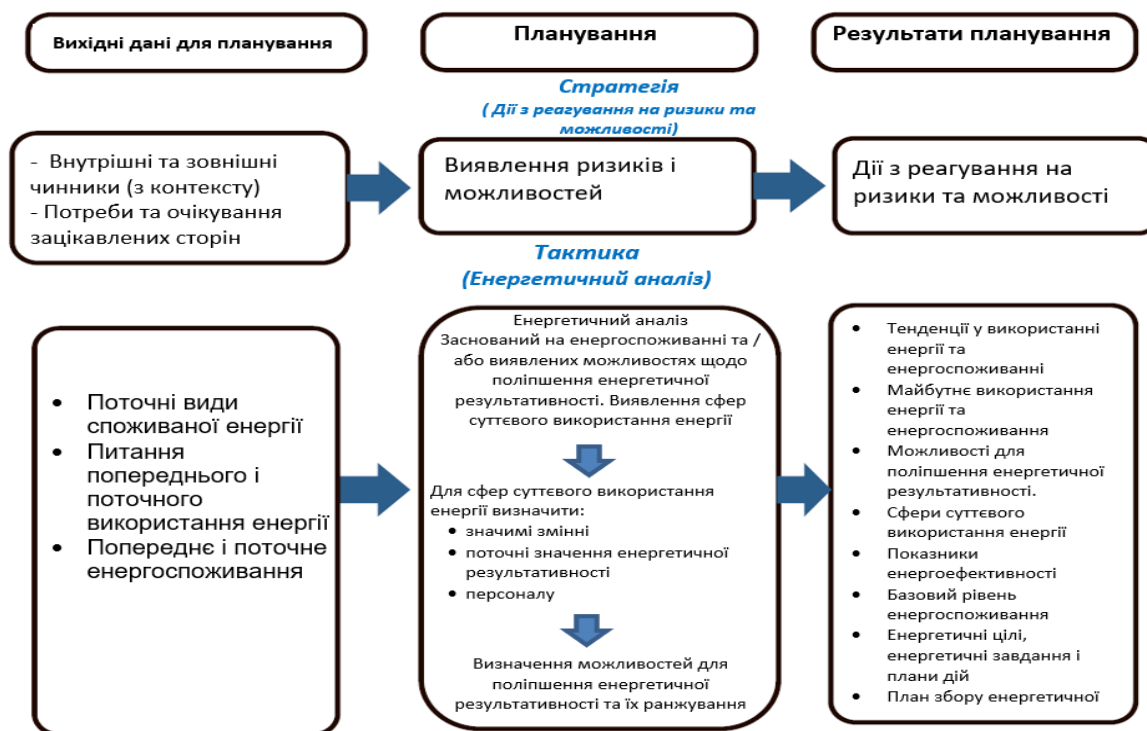 Вихідні дані для планування
Планування
Результати планування
Стратегія
( Дії з реагування на ризики та
можливості)
- Внутрішні та зовнішні
чинники (з контексту)
- Потреби та очікування
зацікавлених сторін
Виявлення ризиків і
можливостей
Дії з реагування на
ризики та можливості
Тактика
(Енергетичний аналіз)
• Поточні види
споживаної енергії
• Питання
попереднього і
поточного
використання енергії
• Попереднє і поточне
енергоспоживання
Енергетичний аналіз
Заснований на енергоспоживанні та /
або виявлених можливостях щодо
поліпшення енергетичної
результативності. Виявлення сфер
суттєвого використання енергії
Для сфер суттєвого використання
енергії визначити:
• значимі змінні
• поточні значення енергетичної
результативності
• персоналу
Визначення можливостей для
поліпшення енергетичної
результативності та їх ранжування
• Тенденції у використанні
енергії та
енергоспоживанні
• Майбутнє використання
енергії та
енергоспоживання
• Можливості для
поліпшення енергетичної
результативності.
• Сфери суттєвого
використання енергії
• Показники
енергоефективності
• Базовий рівень
енергоспоживання
• Енергетичні цілі,
енергетичні завдання і
плани дій
• План збору енергетичної